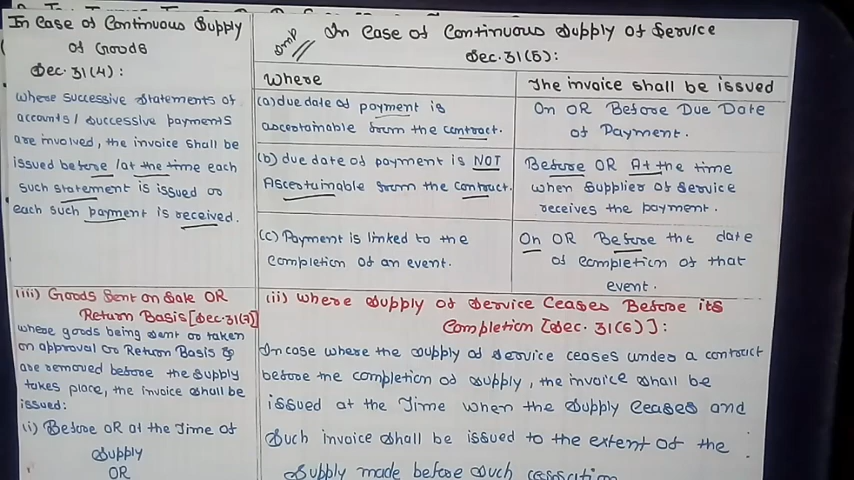 In Case of Continuous Supply
of Goods
Sec. 31(4) :
where successive statements of
accounts / successive payments
are involved, the invoice shall be
issued before / at the time each
such statement is issued or
each such payment is received.
Imp
In Case of Continuous Supply of Service
Sec. 31(5) :
Where
The invoice shall be issued
(a) due date of payment is
ascertainable from the contract.
On OR Before Due Date
of Payment.
(b) due date of payment is NOT
Ascertainable from the contract.
Before OR At the time
when supplier of service
receives the payment.
(c) Payment is linked to the
completion of an event.
On OR Before the date
of completion of that
event.
(iii) Goods Sent on Sale OR
Return Basis [Sec. 31(7)]
where goods being sent or taken
on approval or Return Basis &
are removed before the supply
takes place, the invoice shall be
issued:
(i) Before OR at the Time of
Supply
OR
(ii) Where Supply of Service Ceases Before its
Completion [Sec. 31(6)] :
In case where the supply of service ceases under a contract
before the completion of supply, the invoice shall be
issued at the Time when the Supply Ceases and
Such invoice shall be issued to the extent of the
Supply made before such cessation